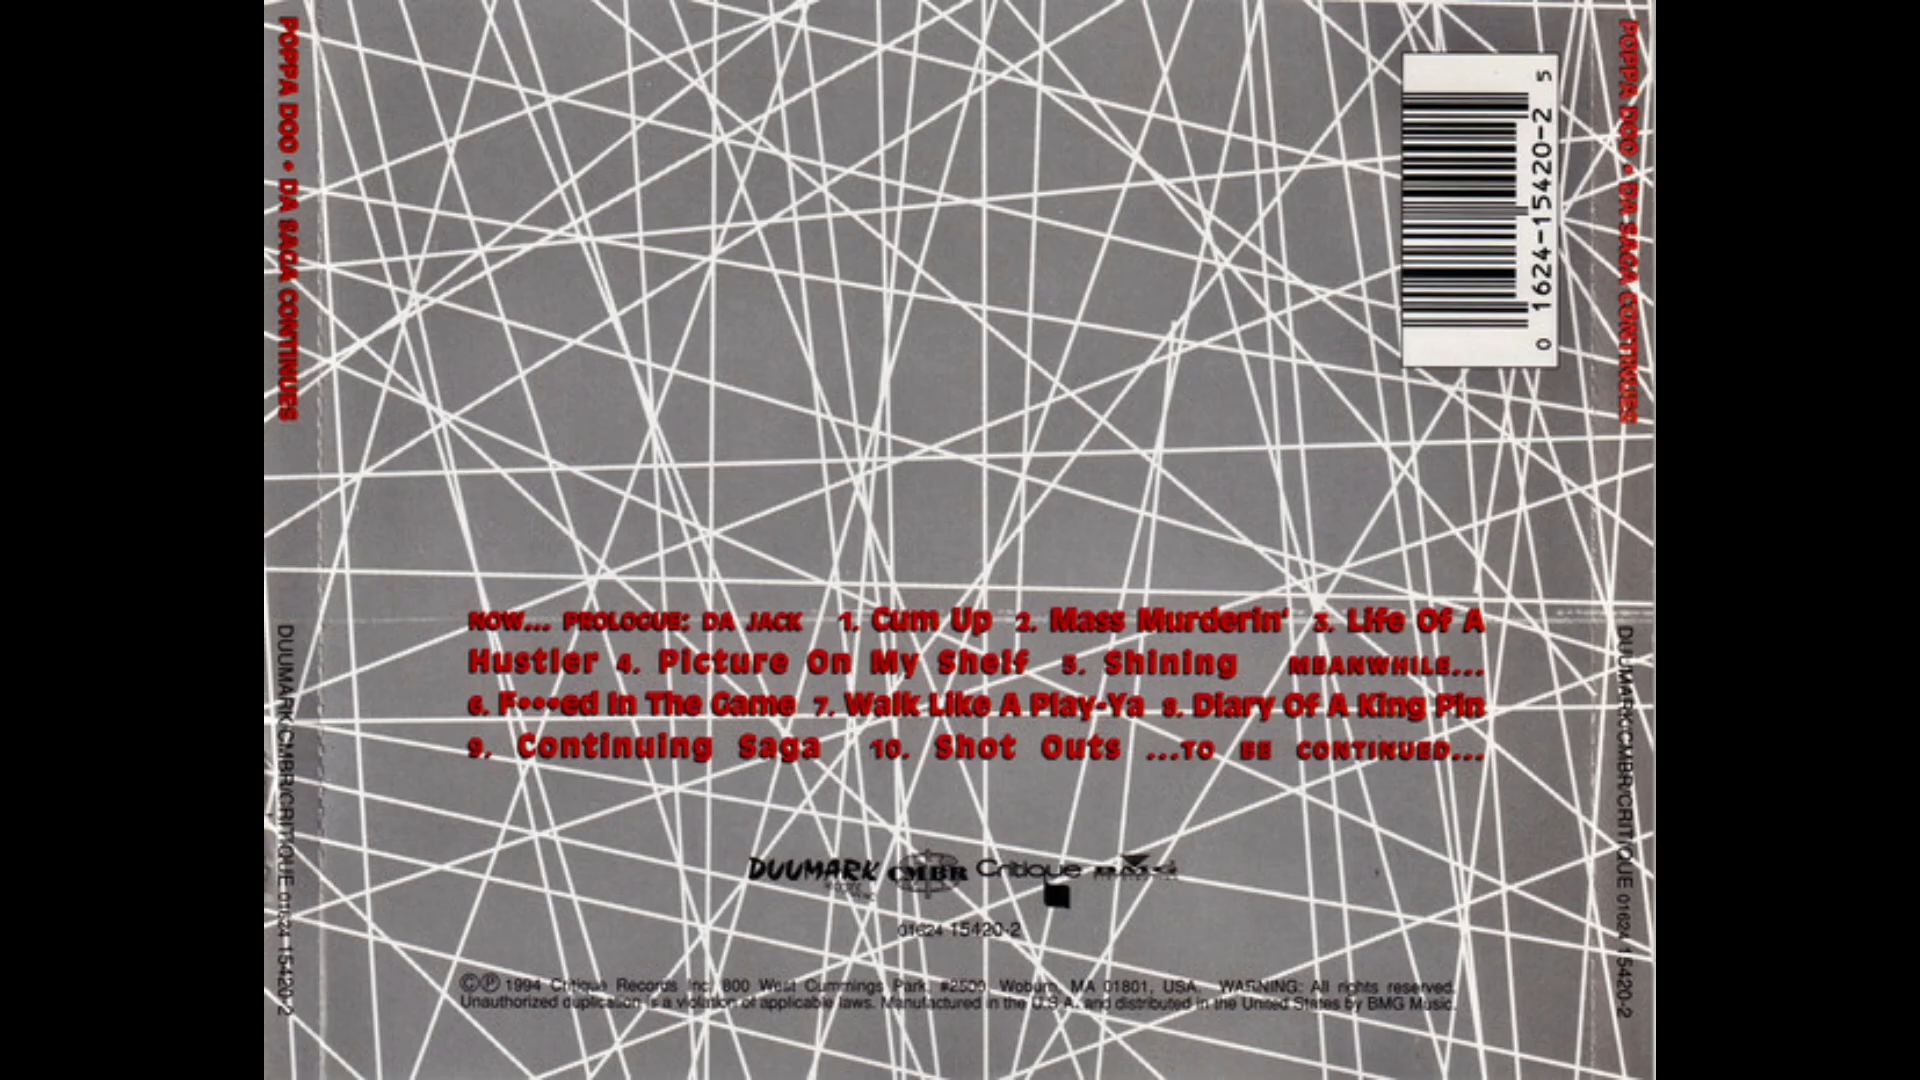 POPPA DOO • DA SAGA CONTINUES
DUUMARK/CMBR/CRITIQUE 01624 15420-2
0 1624-15420-2 5
POPPA DOO • DA SAGA CONTINUES
DUUMARK/CMBR/CRITIQUE 01624 15420-2
NOW... PROLOGUE: DA JACK 1. Cum Up 2. Mass Murderin' 3. Life Of A
Hustler 4. Picture On My Shelf 5. Shining MEANWHILE...
6. F•••ed In The Game 7. Walk Like A Play-Ya 8. Diary Of A King Pin
9. Continuing Saga 10. Shot Outs ...TO BE CONTINUED...
DUUMARK CMBR Critique BMG
01624 15420-2
©℗ 1994 Critique Records Inc. 800 West Cummings Park, #2500, Woburn, MA 01801, USA. WARNING: All rights reserved.
Unauthorized duplication is a violation of applicable laws. Manufactured in the U.S.A. and distributed in the United States by BMG Music.